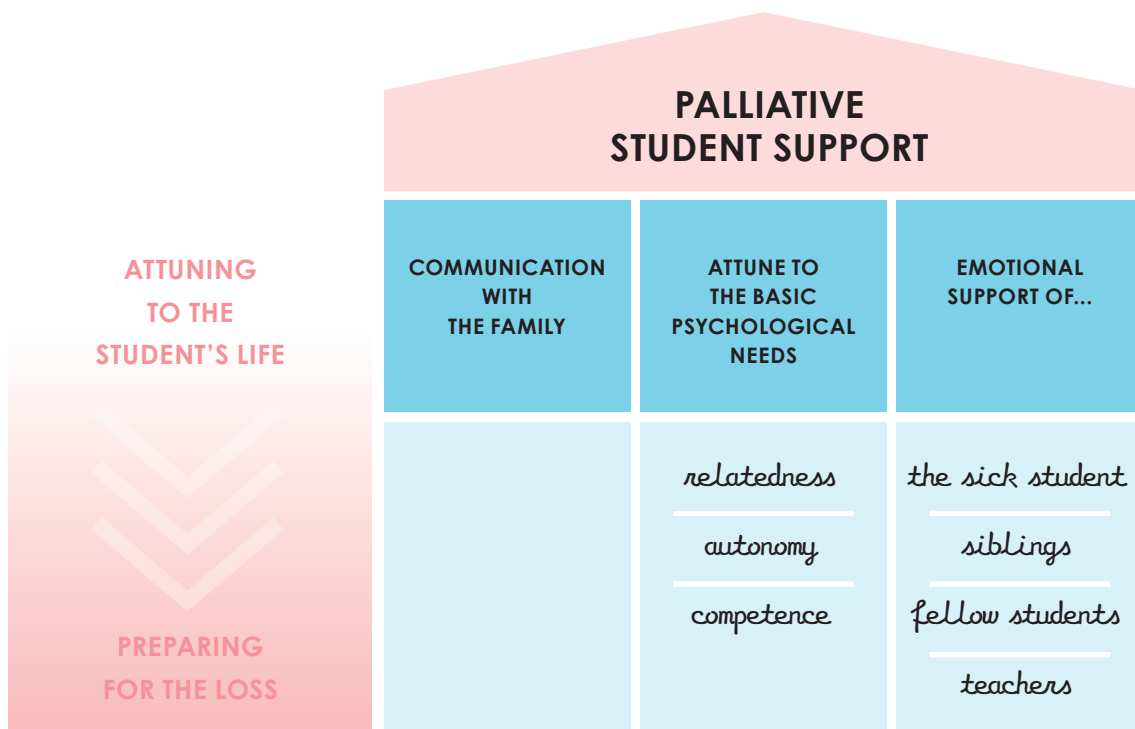 PALLIATIVE
STUDENT SUPPORT
ATTUNING
TO THE
STUDENT’S LIFE
PREPARING
FOR THE LOSS
COMMUNICATION
WITH
THE FAMILY
ATTUNE TO
THE BASIC
PSYCHOLOGICAL
NEEDS
relatedness
autonomy
competence
EMOTIONAL
SUPPORT OF...
the sick student
siblings
fellow students
teachers